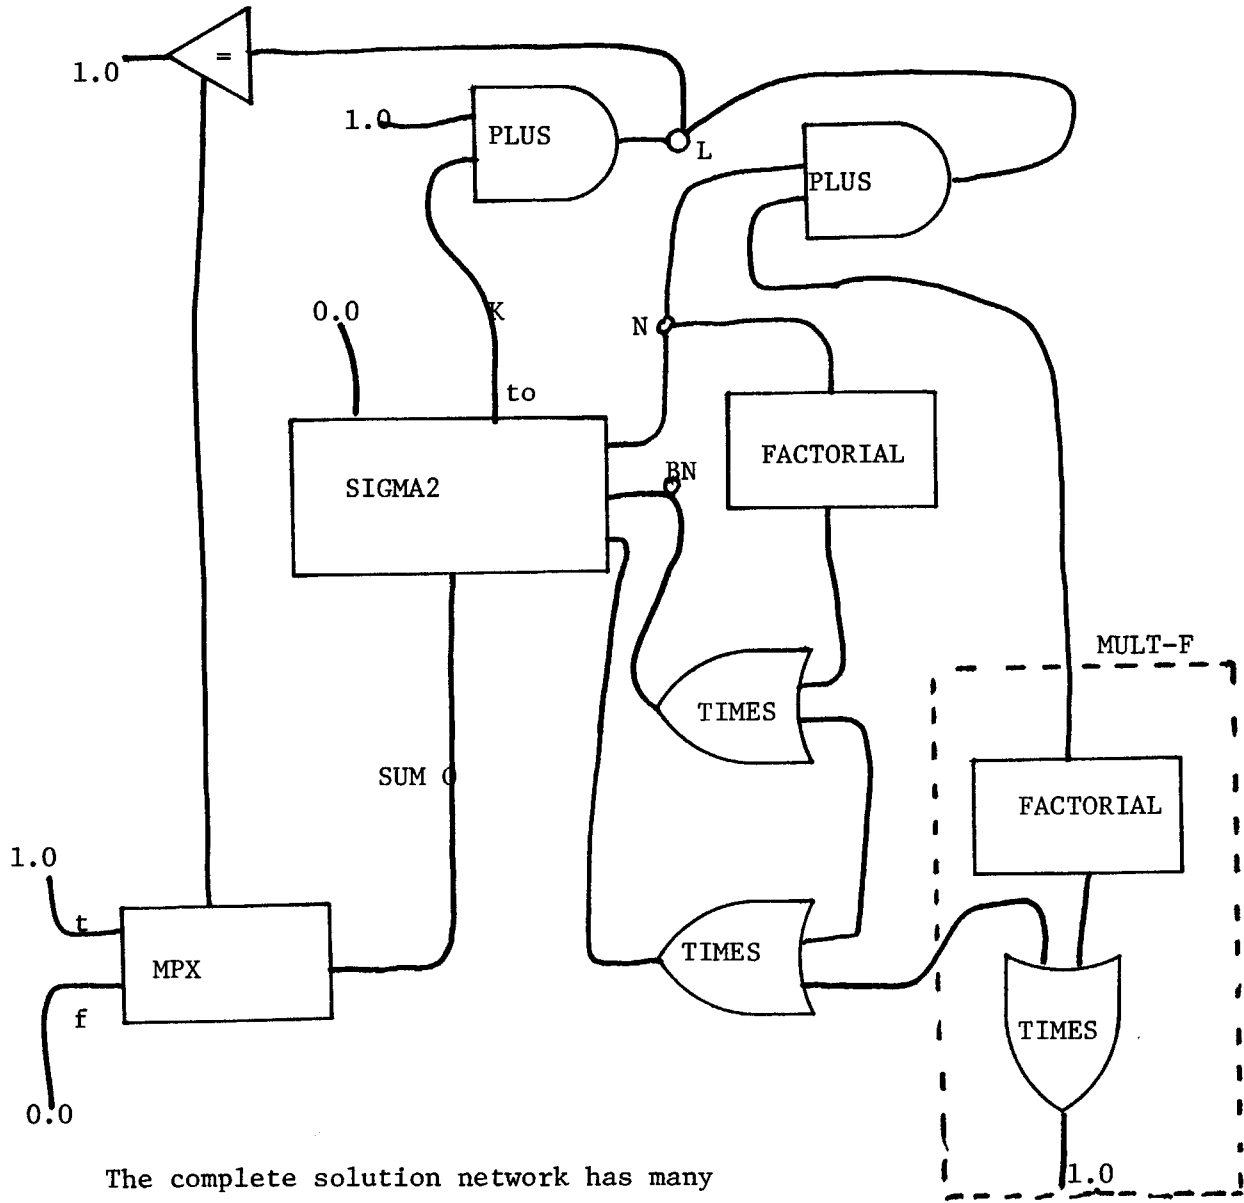 =
1.0
1.0
PLUS
L
PLUS
0.0
K
N
to
FACTORIAL
BN
SIGMA2
MULT-F
TIMES
SUM 0
FACTORIAL
1.0
t
TIMES
MPX
f
TIMES
0.0
The complete solution network has many
1.0